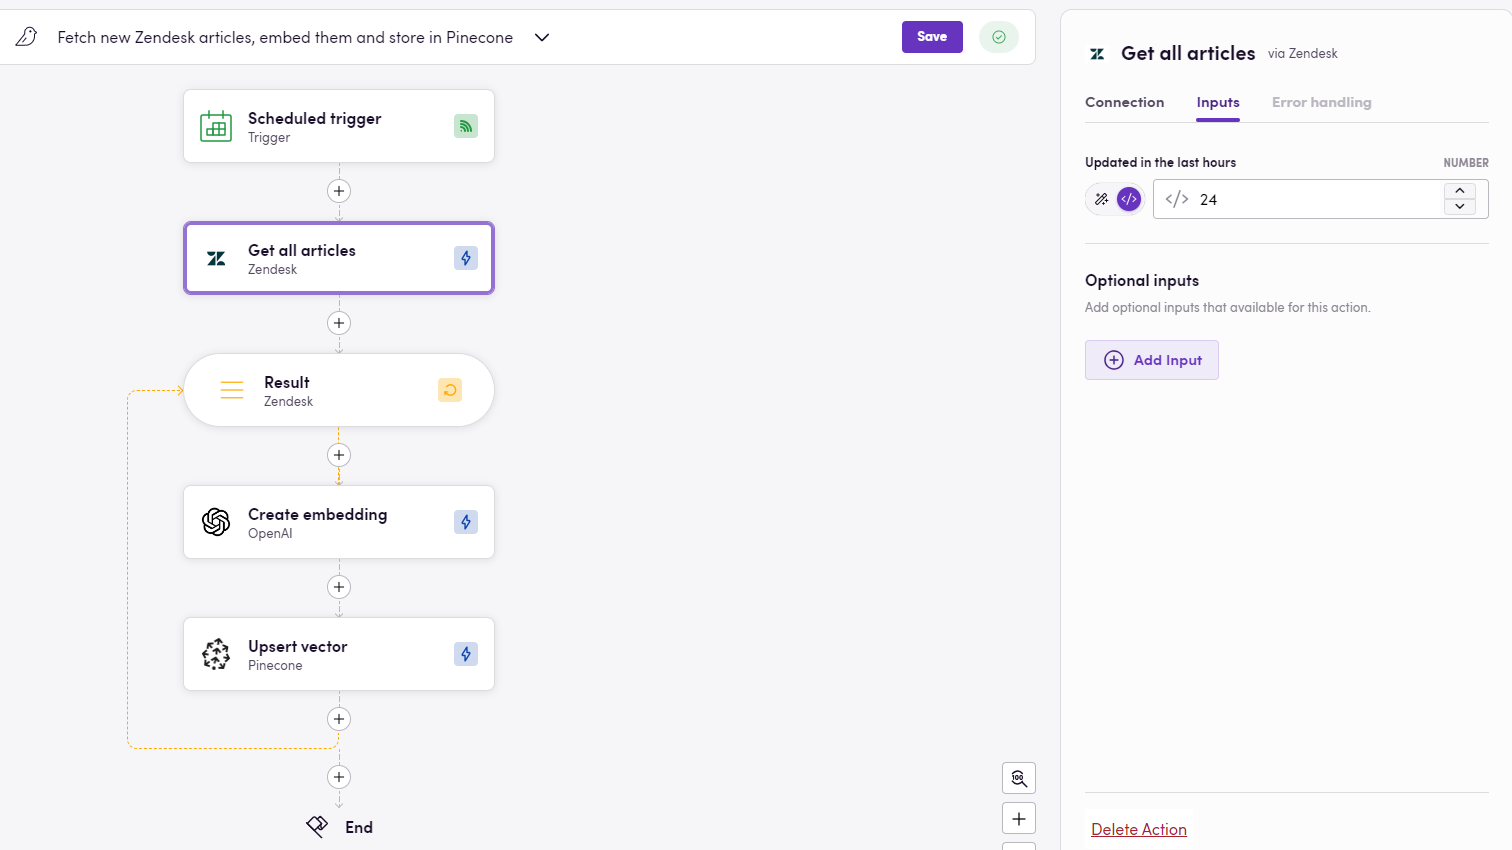 Fetch new Zendesk articles, embed them and store in Pinecone
Save
Scheduled trigger
Trigger
Get all articles
Zendesk
Result
Zendesk
Create embedding
OpenAI
Upsert vector
Pinecone
End
100
Get all articles via Zendesk
Connection Inputs Error handling
Updated in the last hours NUMBER
</> </> 24
Optional inputs
Add optional inputs that available for this action.
Add Input
Delete Action